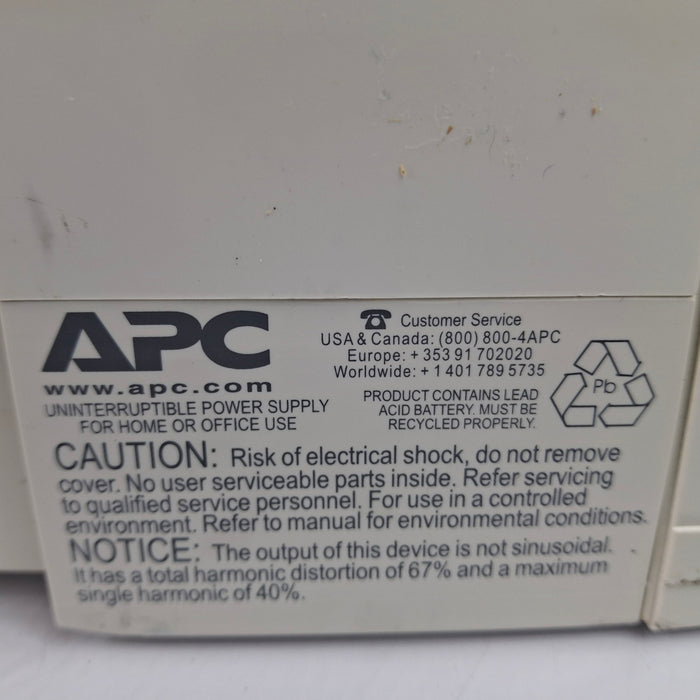 APC
www.apc.com
UNINTERRUPTIBLE POWER SUPPLY
FOR HOME OR OFFICE USE
Customer Service
USA & Canada: (800) 800-4APC
Europe: + 353 91 702020
Worldwide: + 1 401 789 5735
PRODUCT CONTAINS LEAD
ACID BATTERY. MUST BE
RECYCLED PROPERLY.
Pb
CAUTION: Risk of electrical shock, do not remove
cover. No user serviceable parts inside. Refer servicing
to qualified service personnel. For use in a controlled
environment. Refer to manual for environmental conditions.
NOTICE: The output of this device is not sinusoidal.
It has a total harmonic distortion of 67% and a maximum
single harmonic of 40%.